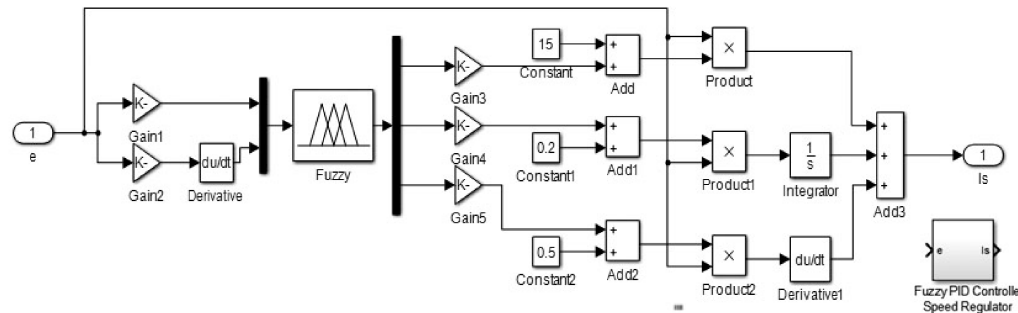 15
Constant
+
+
Add
×
Product
K-
Gain3
1
e
K-
Gain1
K-
Gain2
du/dt
Derivative
Fuzzy
K-
Gain4
0.2
Constant1
+
+
Add1
×
Product1
1
s
Integrator
+
+
+
Add3
1
Is
K-
Gain5
0.5
Constant2
+
+
Add2
×
Product2
du/dt
Derivative1
e
Is
Fuzzy PID Controlle
Speed Regulator